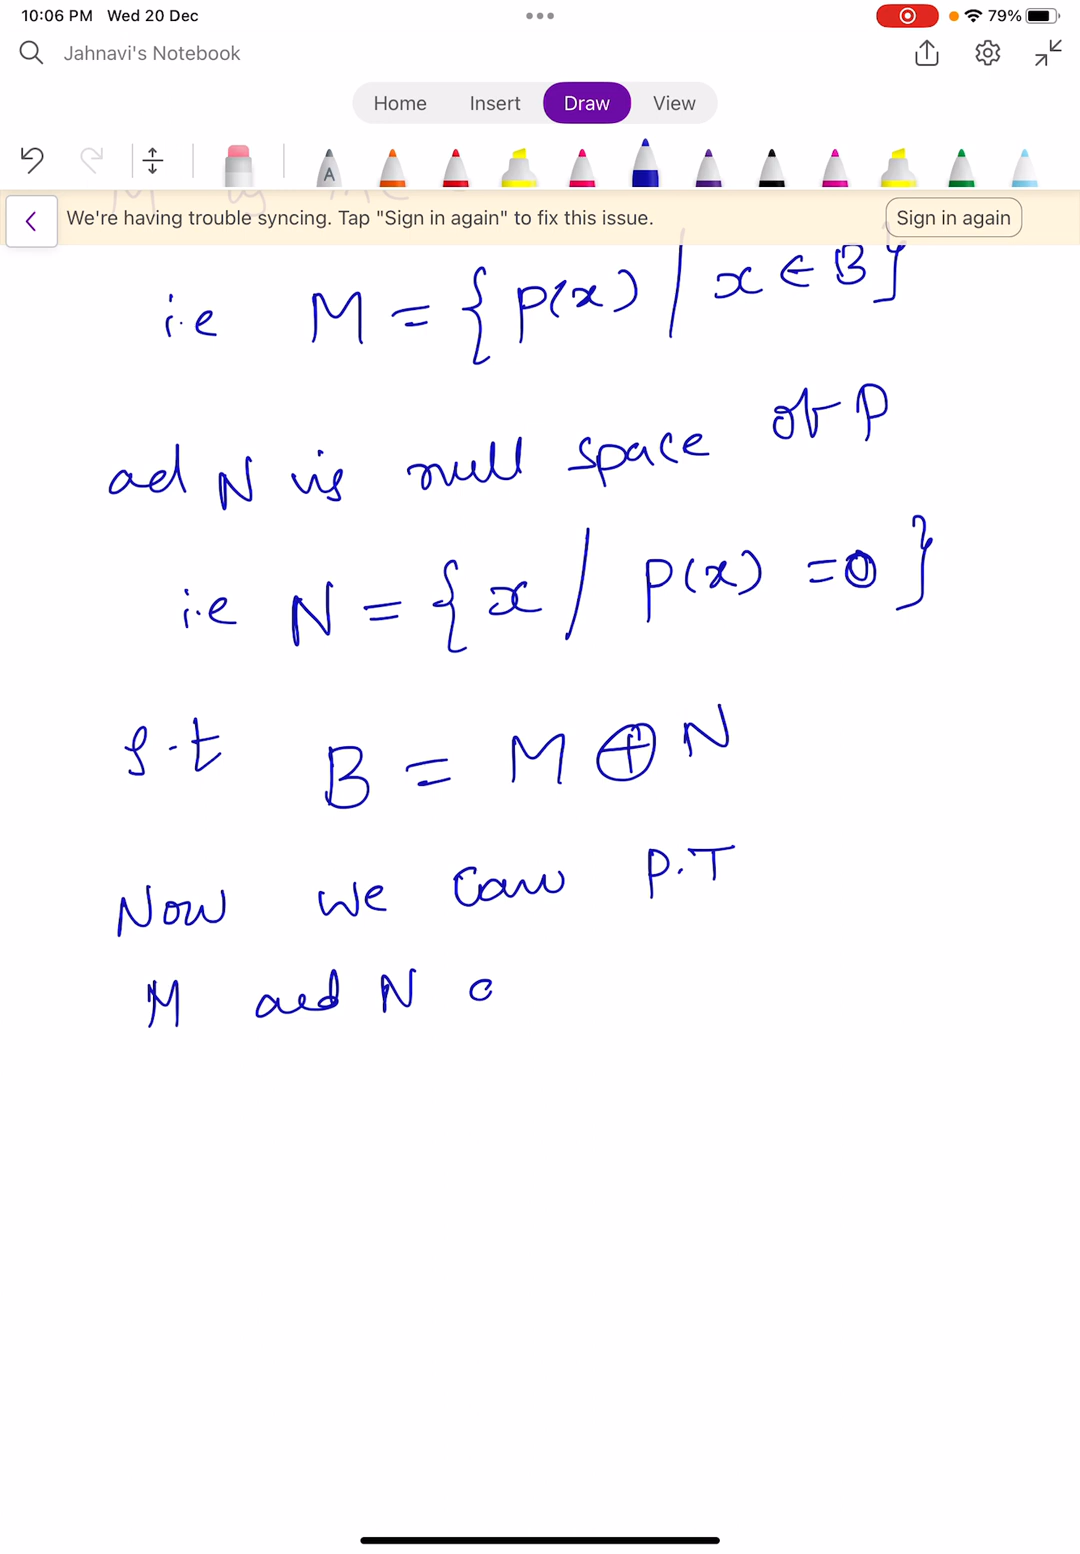 10:06 PM Wed 20 Dec
79%
Jahnavi's Notebook
Home Insert Draw View
A
We're having trouble syncing. Tap "Sign in again" to fix this issue.
Sign in again
i.e M = { P(x) / x ∈ B }
ad N is null space of P
i.e N = { x / P(x) = 0 }
s.t B = M ⊕ N
Now we can P.T
M and N